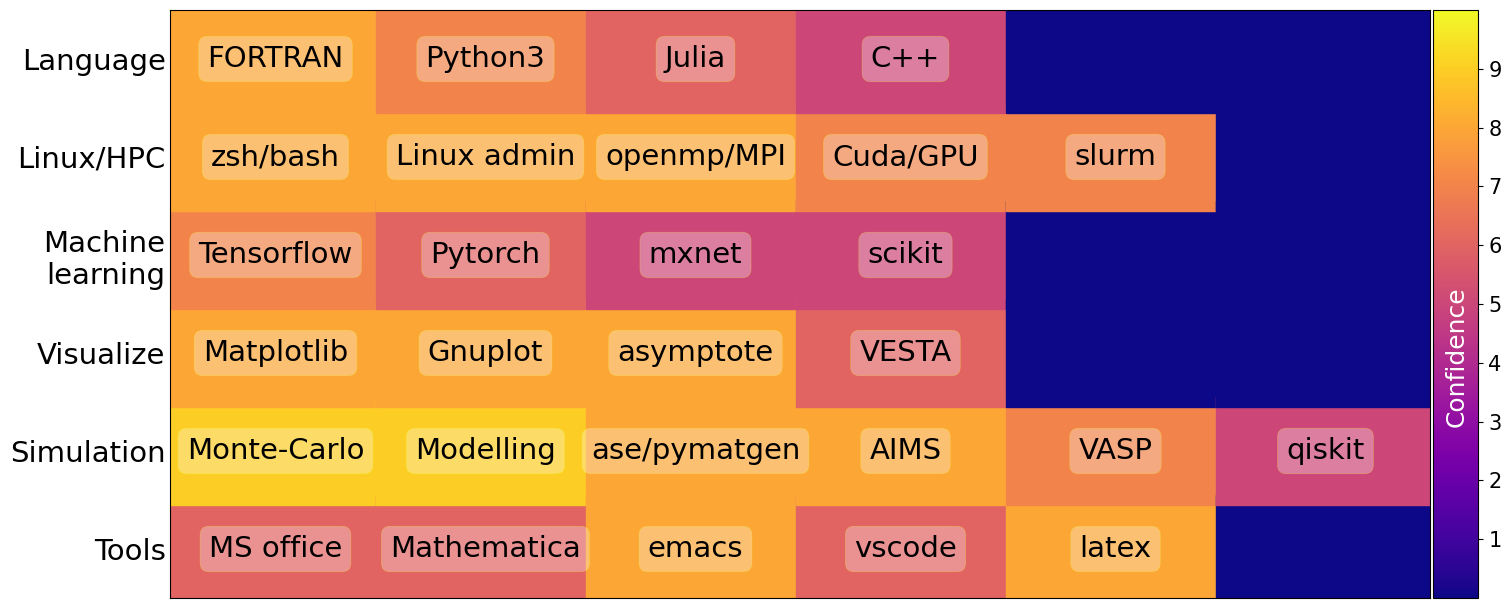 Language
FORTRAN
Python3
Julia
C++
Linux/HPC
zsh/bash
Linux admin
openmp/MPI
Cuda/GPU
slurm
Machine
learning
Tensorflow
Pytorch
mxnet
scikit
Visualize
Matplotlib
Gnuplot
asymptote
VESTA
Simulation
Monte-Carlo
Modelling
ase/pymatgen
AIMS
VASP
qiskit
Tools
MS office
Mathematica
emacs
vscode
latex
Confidence
9
8
7
6
5
4
3
2
1